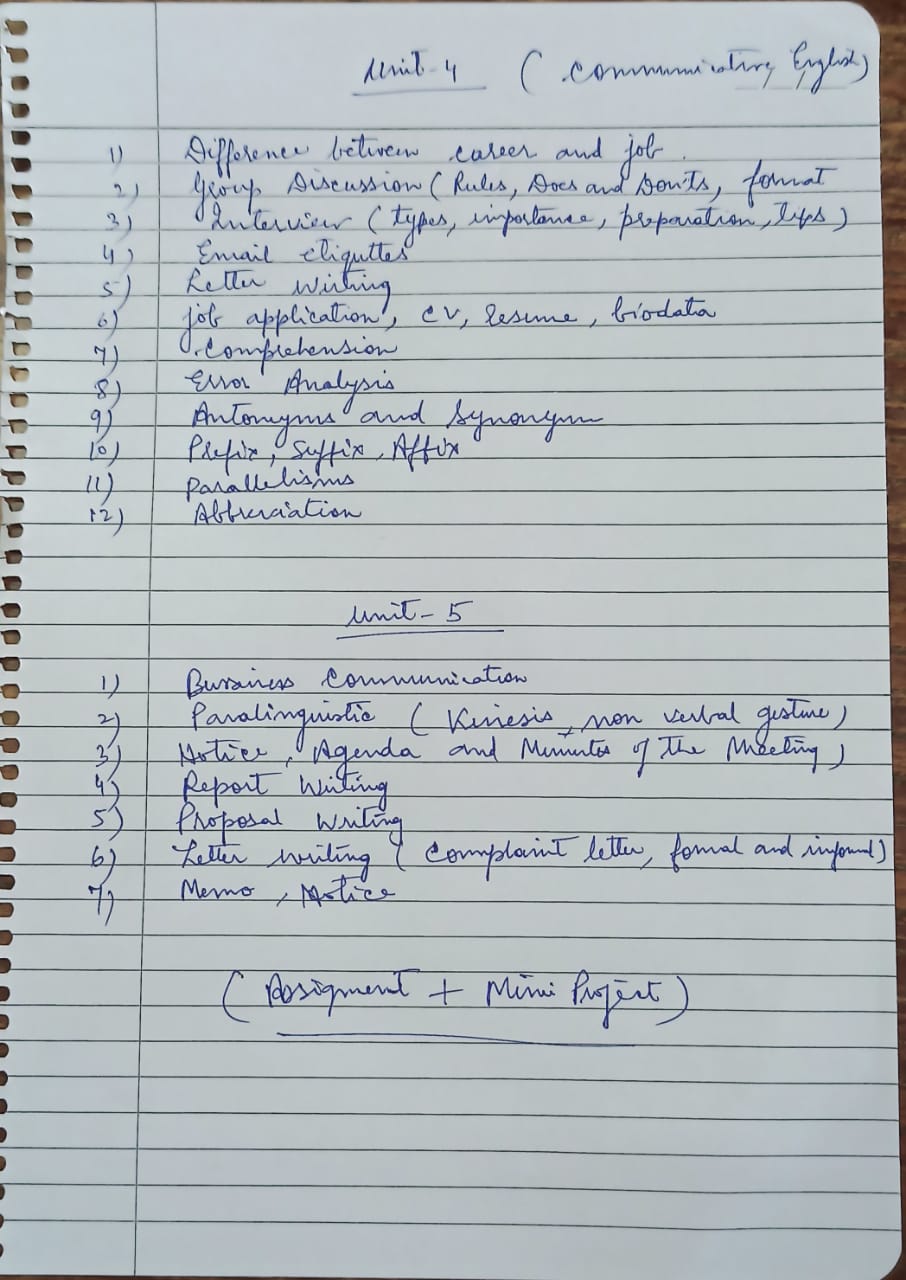 Unit-4 (Communicative English)
1) Difference between career and job.
2) Group Discussion (Rules, Does and Donts, format
3) Interview (types, importance, preparation, tips)
4) Email etiquttes
5) Letter Writing
6) job application, CV, Resume, biodata
7) Comprehension
8) Error Analysis
9) Antonyms and Synonym
10) Prefix, Suffix, Affix
11) Parallelisms
12) Abbreviation
Unit-5
1) Bussiness Communication
2) Paralinguistic (Kinesis, non verbal gesture)
3) Notice, Agenda and Minutes of the Meeting)
4) Report Writing
5) Proposal Writing
6) Letter writing (Complaint letter, formal and informal)
7) Memo, Notice
(Assigment + Mini Project)